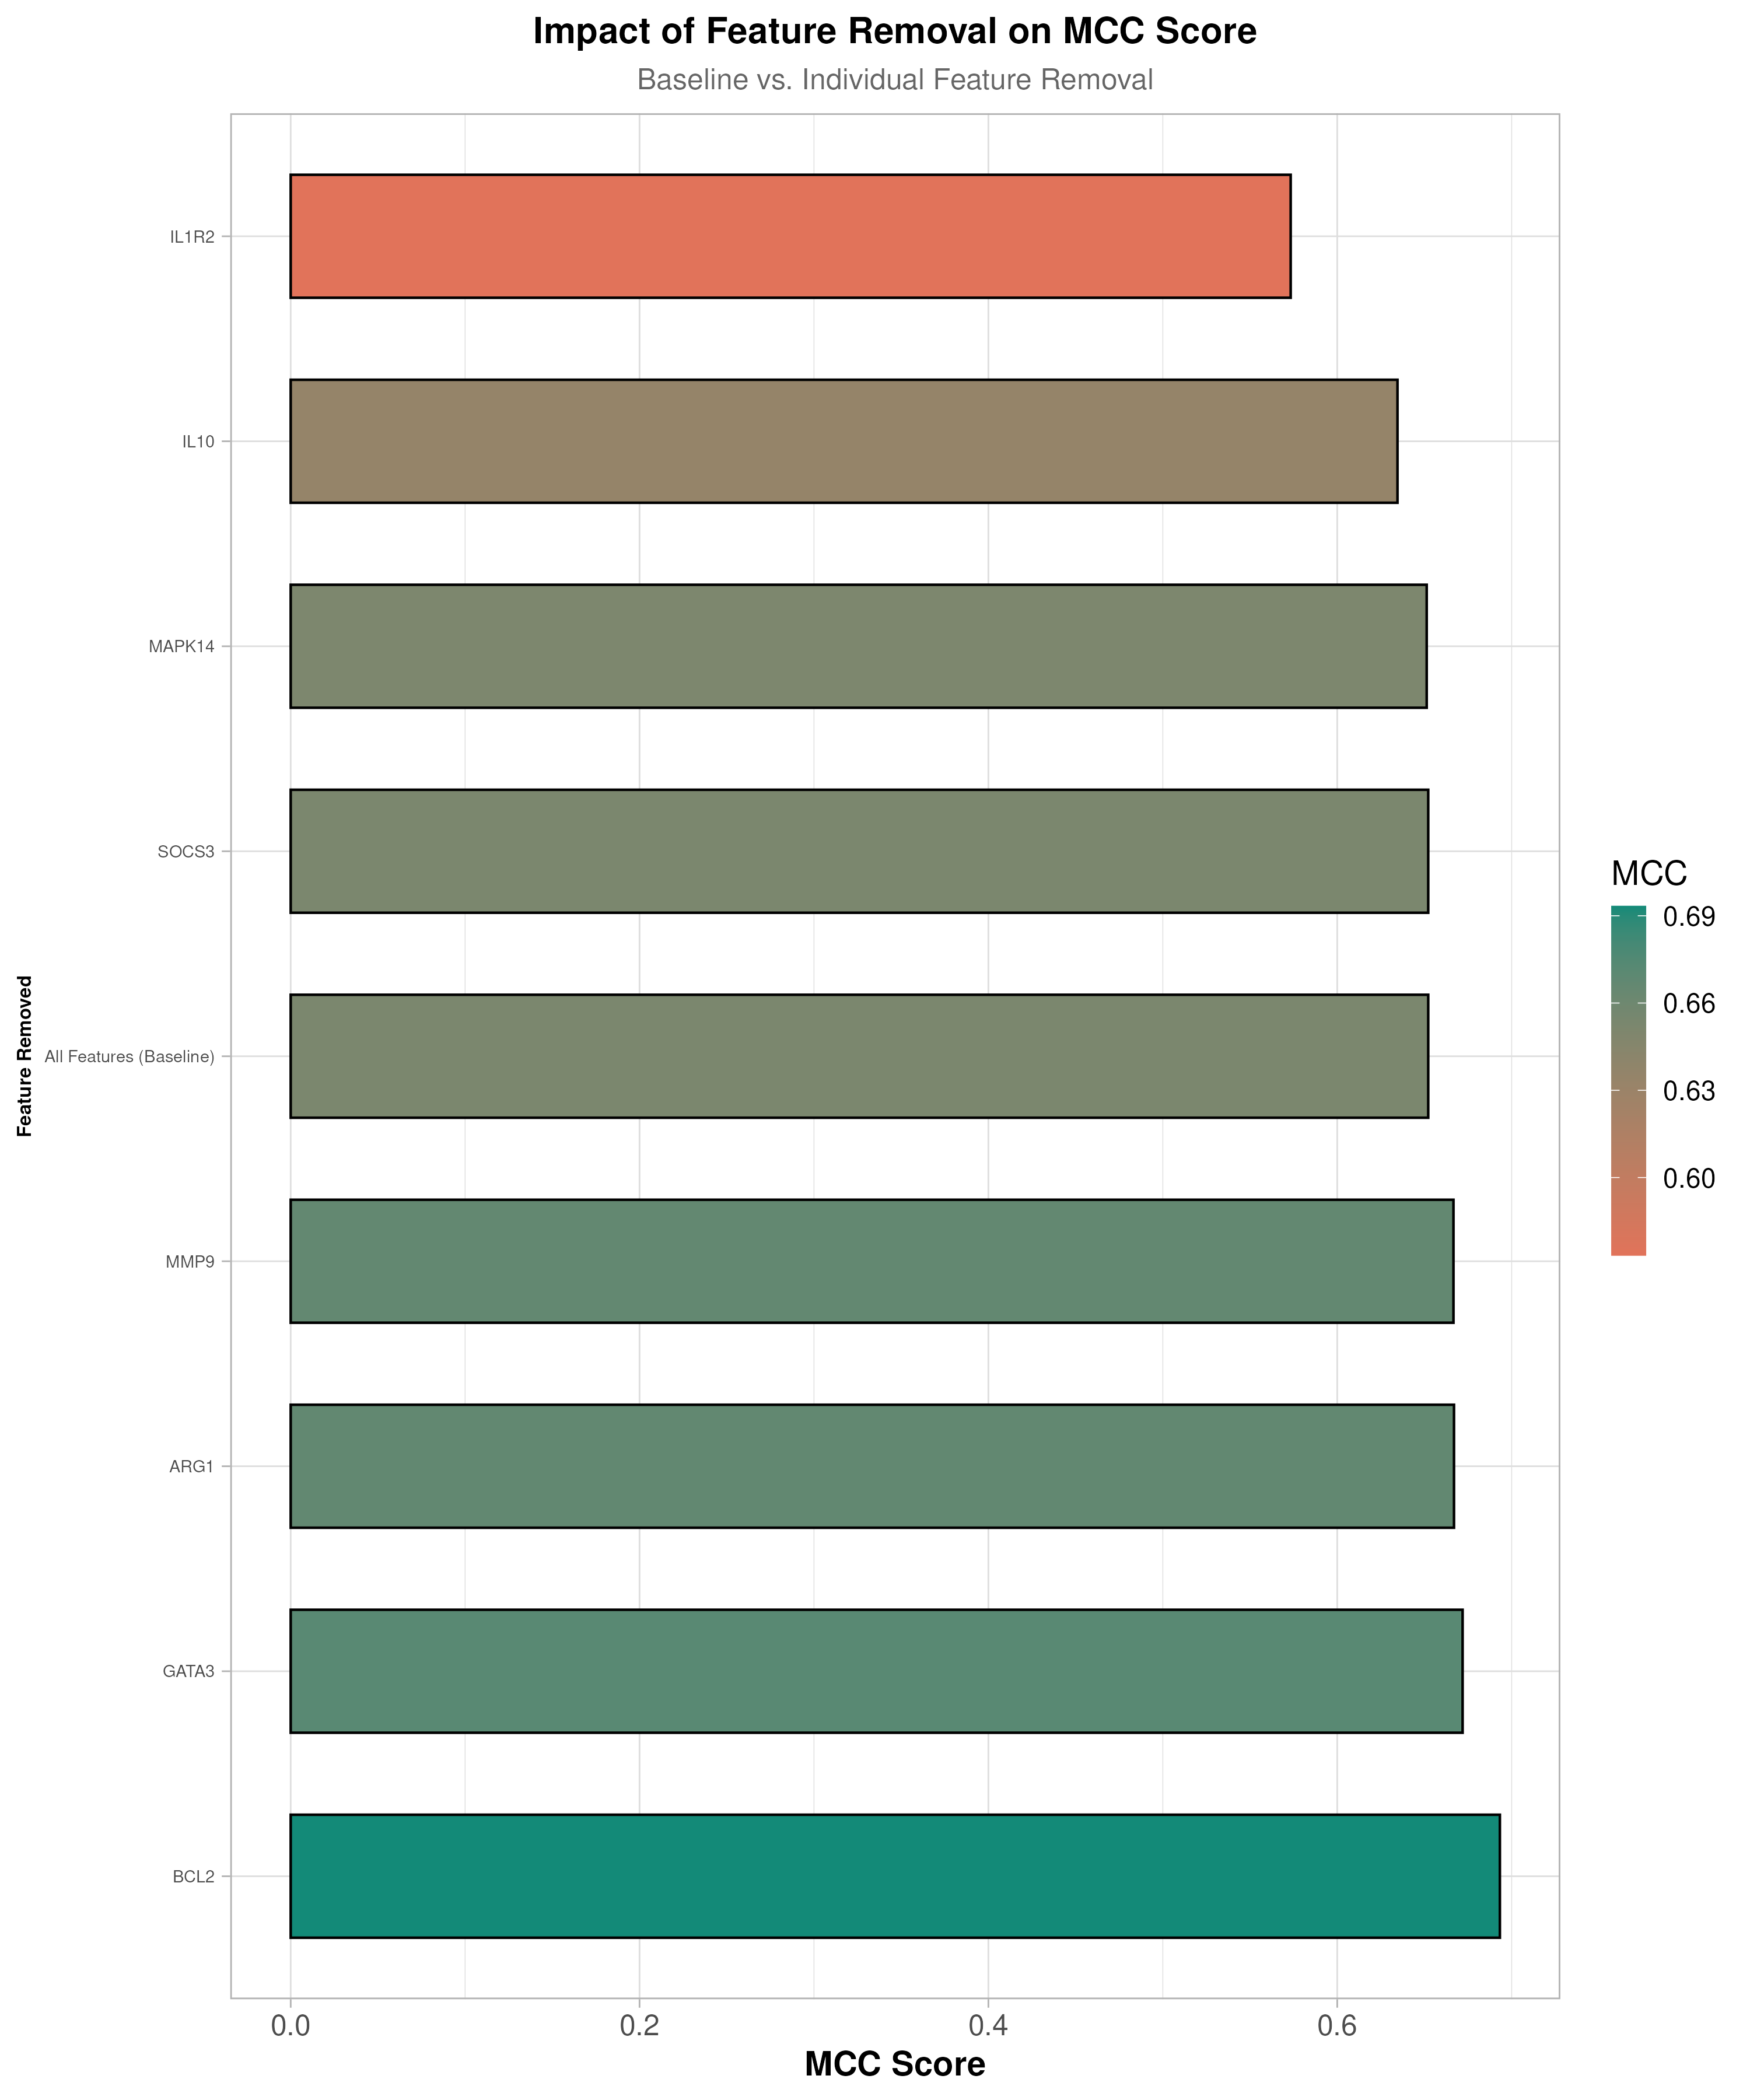 Impact of Feature Removal on MCC Score
Baseline vs. Individual Feature Removal
Feature Removed
IL1R2
IL10
MAPK14
SOCS3
All Features (Baseline)
MMP9
ARG1
GATA3
BCL2
0.0
0.2
0.4
0.6
MCC Score
MCC
0.69
0.66
0.63
0.60